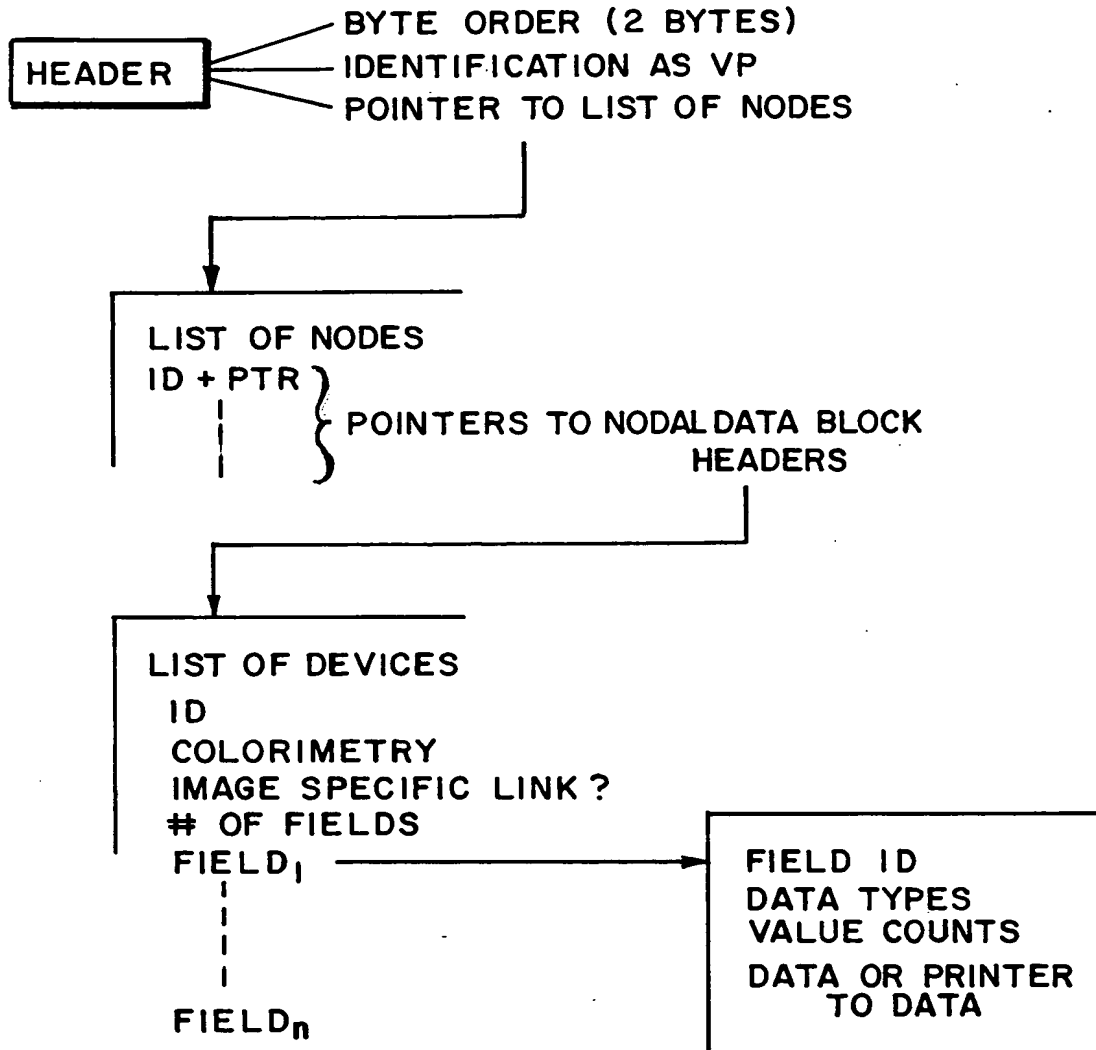 HEADER
BYTE ORDER (2 BYTES)
IDENTIFICATION AS VP
POINTER TO LIST OF NODES
LIST OF NODES
ID + PTR
POINTERS TO NODAL DATA BLOCK
HEADERS
LIST OF DEVICES
ID
COLORIMETRY
IMAGE SPECIFIC LINK ?
# OF FIELDS
FIELD₁
FIELDₙ
FIELD ID
DATA TYPES
VALUE COUNTS
DATA OR PRINTER
TO DATA